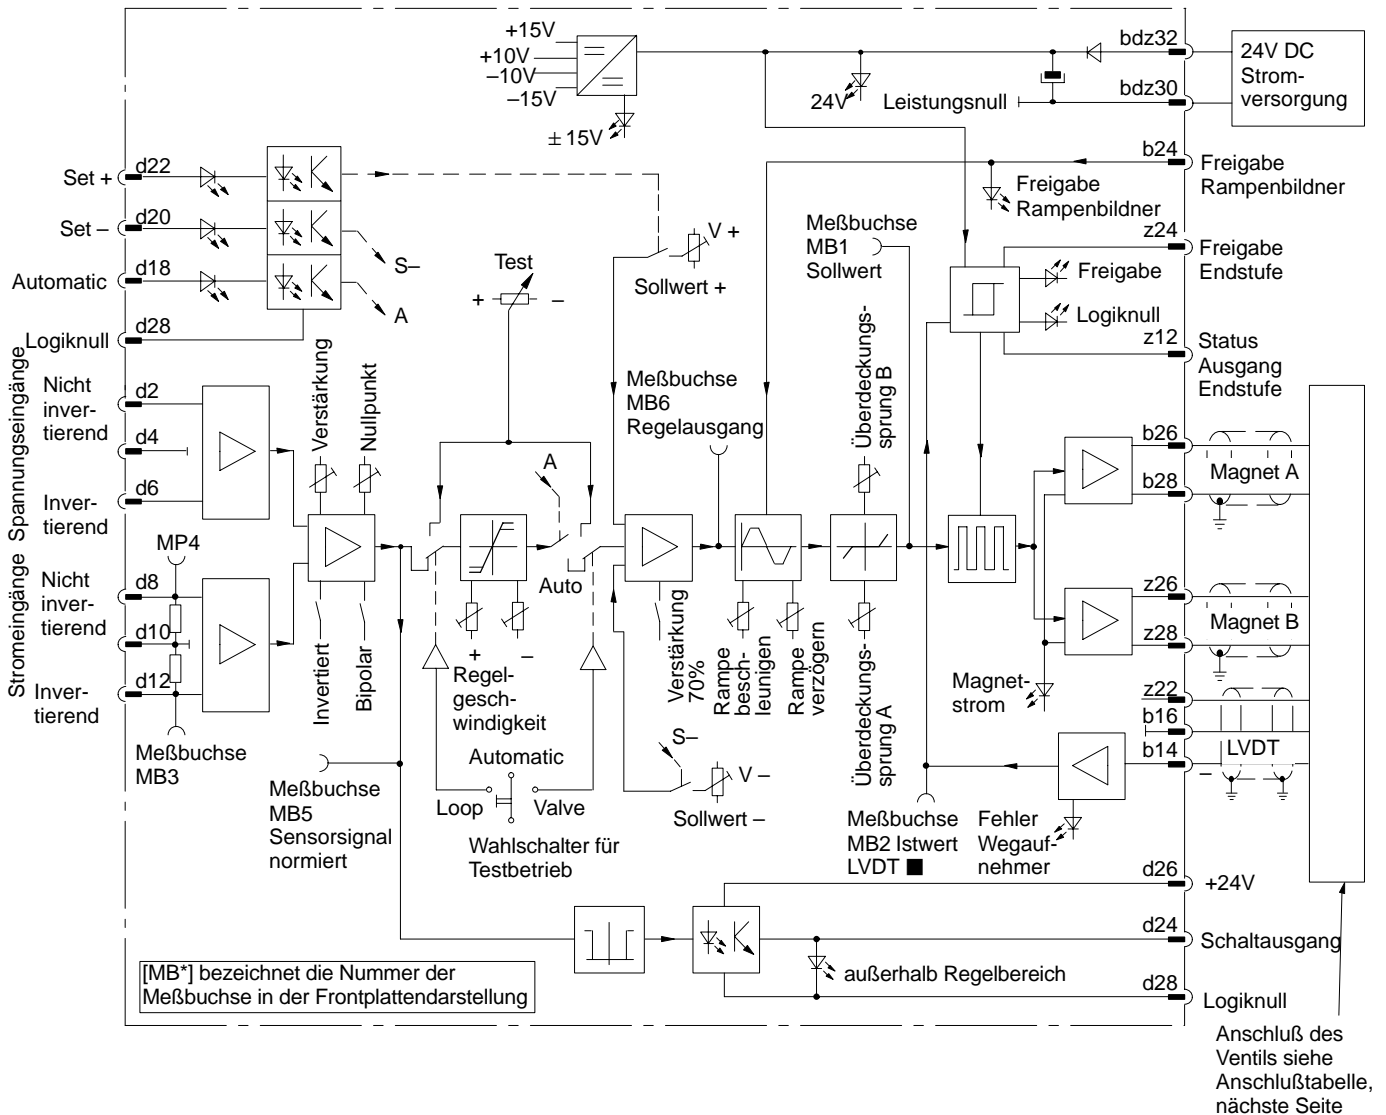 +15V
+10V
–10V
–15V
± 15V
24V
Leistungsnull
bdz32
bdz30
24V DC
Strom-
versorgung
b24
Freigabe
Rampenbildner
Freigabe
Rampenbildner
Set +
d22
Set –
d20
Automatic
d18
Logiknull
d28
S–
A
Test
+
–
V +
Sollwert +
Meßbuchse
MB1
Sollwert
z24
Freigabe
Endstufe
Freigabe
Logiknull
z12
Status
Ausgang
Endstufe
Spannungseingänge
Nicht
inver-
tierend
d2
d4
Inver-
tierend
d6
Verstärkung
Nullpunkt
Meßbuchse
MB6
Regelausgang
Überdeckungs-
sprung B
A
Auto
b26
b28
Magnet A
Stromeingänge
MP4
Nicht
inver-
tierend
d8
d10
Inver-
tierend
d12
Meßbuchse
MB3
Invertiert
Bipolar
+
–
Regel-
gesch-
windigkeit
Verstärkung
70%
Rampe
besch-
leunigen
Rampe
verzögern
Überdeckungs-
sprung A
z26
z28
Magnet B
Magnet-
strom
z22
b16
b14
LVDT
–
Meßbuchse
MB5
Sensorsignal
normiert
Automatic
Loop
Valve
Wahlschalter für
Testbetrieb
S–
V –
Sollwert –
Meßbuchse
MB2 Istwert
LVDT ■
Fehler
Wegauf-
nehmer
d26
+24V
d24
Schaltausgang
außerhalb Regelbereich
d28
Logiknull
[MB*] bezeichnet die Nummer der
Meßbuchse in der Frontplattendarstellung
Anschluß des
Ventils siehe
Anschlußtabelle,
nächste Seite